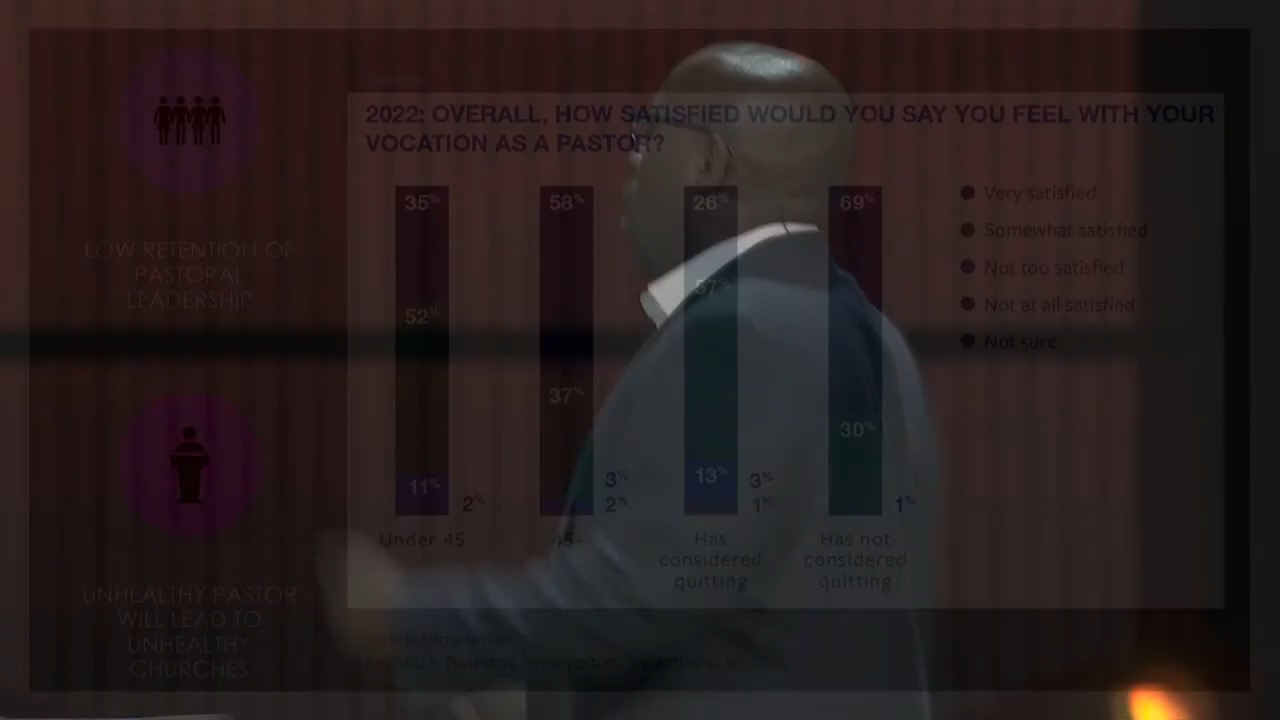 2022: OVERALL, HOW SATISFIED WOULD YOU SAY YOU FEEL WITH YOUR
VOCATION AS A PASTOR?
LOW RETENTION OF
PASTORAL
LEADERSHIP
UNHEALTHY PASTOR
WILL LEAD TO
UNHEALTHY
CHURCHES
35% 58% 26% 69%
52% 37% 57% 30%
11% 3% 13% 3%
2% 2% 1% 1%
Under 45
45+
Has
considered
quitting
Has not
considered
quitting
Very satisfied
Somewhat satisfied
Not too satisfied
Not at all satisfied
Not sure